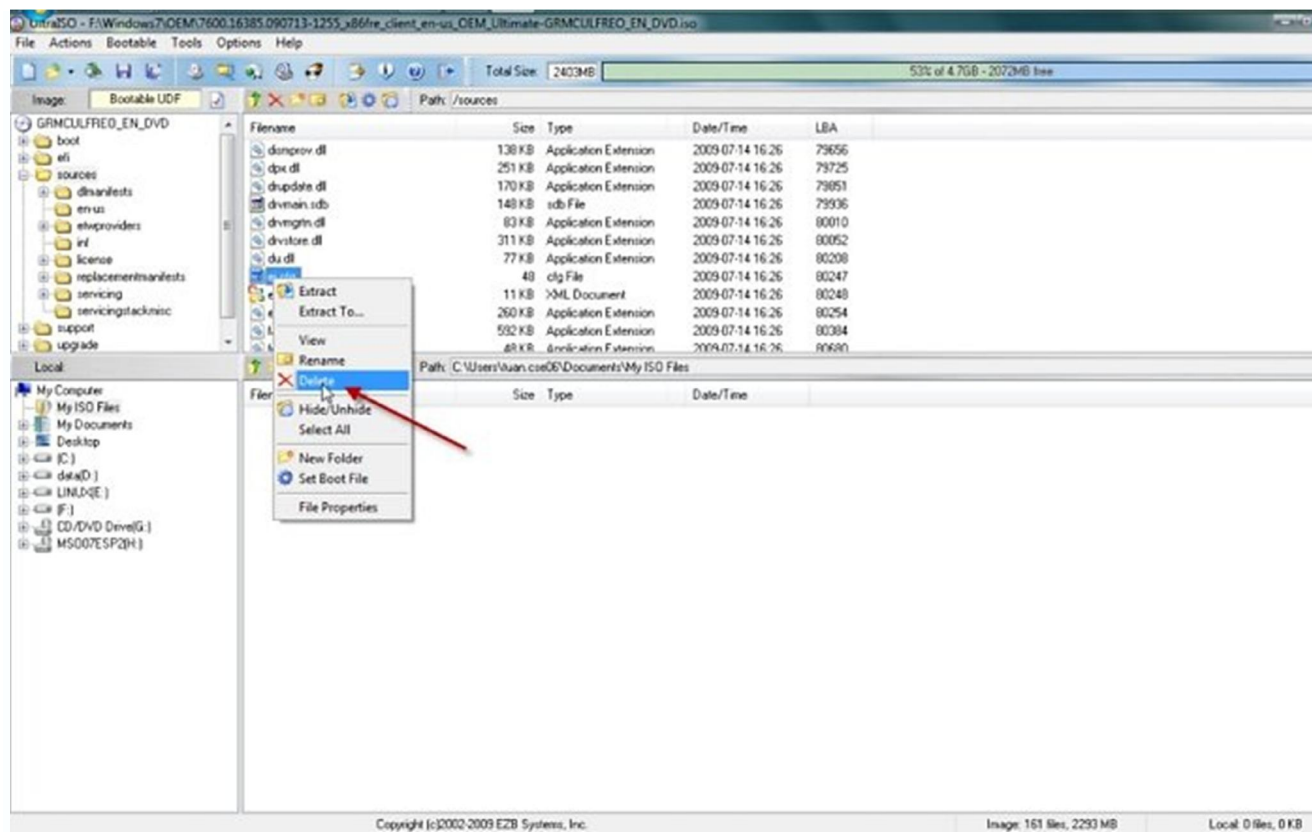 UltraISO - F:\Windows7\OEM\7600.16385.090713-1255_x86fre_client_en-us_OEM_Ultimate-GRMCULFREO_EN_DVD.iso
File Actions Bootable Tools Options Help
Total Size: 2403MB 53% of 4.7GB - 2072MB free
Image: Bootable UDF Path: /sources
GRMCULFREO_EN_DVD
boot
efi
sources
dlmanifests
en-us
etwproviders
inf
license
replacementmanifests
servicing
servicingstackmisc
support
upgrade
Filename Size Type Date/Time LBA
dsmprov.dll 138 KB Application Extension 2009-07-14 16:26 79656
dpx.dll 251 KB Application Extension 2009-07-14 16:26 79725
drupdate.dll 170 KB Application Extension 2009-07-14 16:26 79851
drvmain.sdb 148 KB sdb File 2009-07-14 16:26 79936
drvmgrtn.dll 83 KB Application Extension 2009-07-14 16:26 80010
drvstore.dll 311 KB Application Extension 2009-07-14 16:26 80052
du.dll 77 KB Application Extension 2009-07-14 16:26 80208
ei.cfg 48 cfg File 2009-07-14 16:26 80247
11 KB XML Document 2009-07-14 16:26 80248
260 KB Application Extension 2009-07-14 16:26 80254
592 KB Application Extension 2009-07-14 16:26 80384
48 KB Application Extension 2009-07-14 16:26 80680
Extract
Extract To...
View
Rename
Delete
Hide/Unhide
Select All
New Folder
Set Boot File
File Properties
Local: Path: C:\Users\tuan.cse06\Documents\My ISO Files
My Computer
My ISO Files
My Documents
Desktop
(C:)
data(D:)
LINUX(E:)
(F:)
CD/DVD Drive(G:)
MSO07ESP2(H:)
Size Type Date/Time
Copyright (c)2002-2009 EZB Systems, Inc. Image: 161 files, 2293 MB Local: 0 files, 0 KB